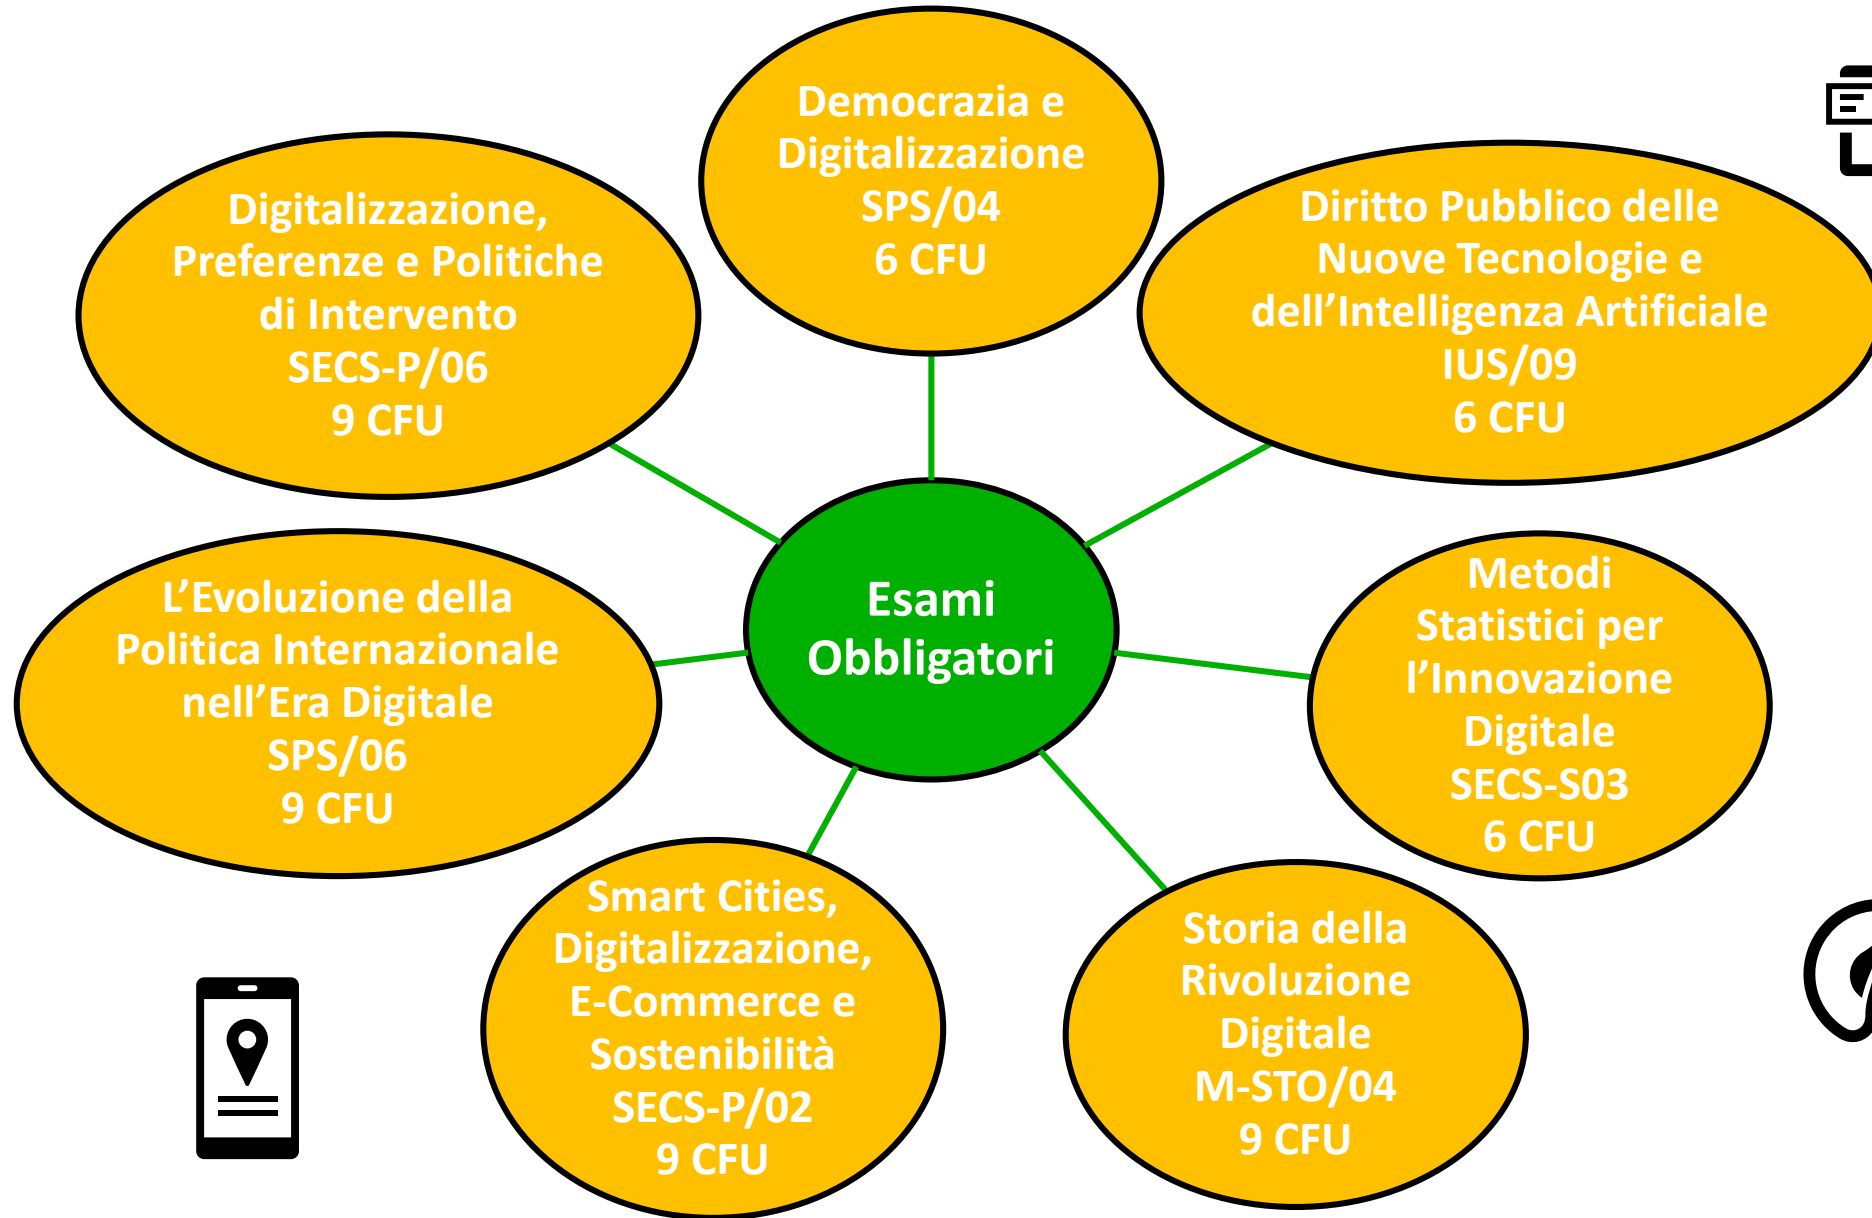 Democrazia e
Digitalizzazione
SPS/04
6 CFU
Digitalizzazione,
Preferenze e Politiche
di Intervento
SECS-P/06
9 CFU
Diritto Pubblico delle
Nuove Tecnologie e
dell’Intelligenza Artificiale
IUS/09
6 CFU
Esami
Obbligatori
L’Evoluzione della
Politica Internazionale
nell’Era Digitale
SPS/06
9 CFU
Metodi
Statistici per
l’Innovazione
Digitale
SECS-S03
6 CFU
Smart Cities,
Digitalizzazione,
E-Commerce e
Sostenibilità
SECS-P/02
9 CFU
Storia della
Rivoluzione
Digitale
M-STO/04
9 CFU